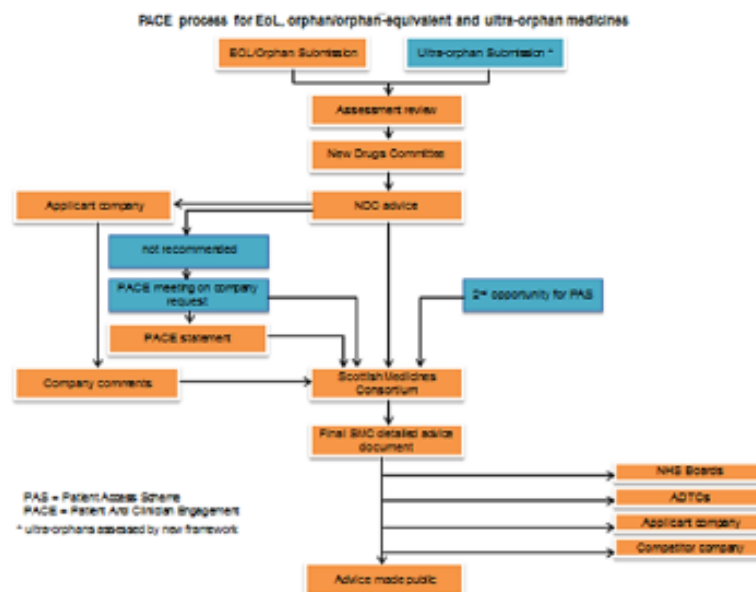 PACE process for EoL, orphan/orphan-equivalent and ultra-orphan medicines
EOL/Orphan Submission
Ultra-orphan Submission *
Assessment review
New Drugs Committee
Applicant company
NDC advice
not recommended
PACE meeting on company
request
2nd opportunity for PAS
PACE statement
Company comments
Scottish Medicines
Consortium
Final SMC detailed advice
document
NHS Boards
PAS = Patient Access Scheme
PACE = Patient And Clinician Engagement
* ultra-orphans assessed by new framework
ADTCs
Applicant company
Competitor company
Advice made public